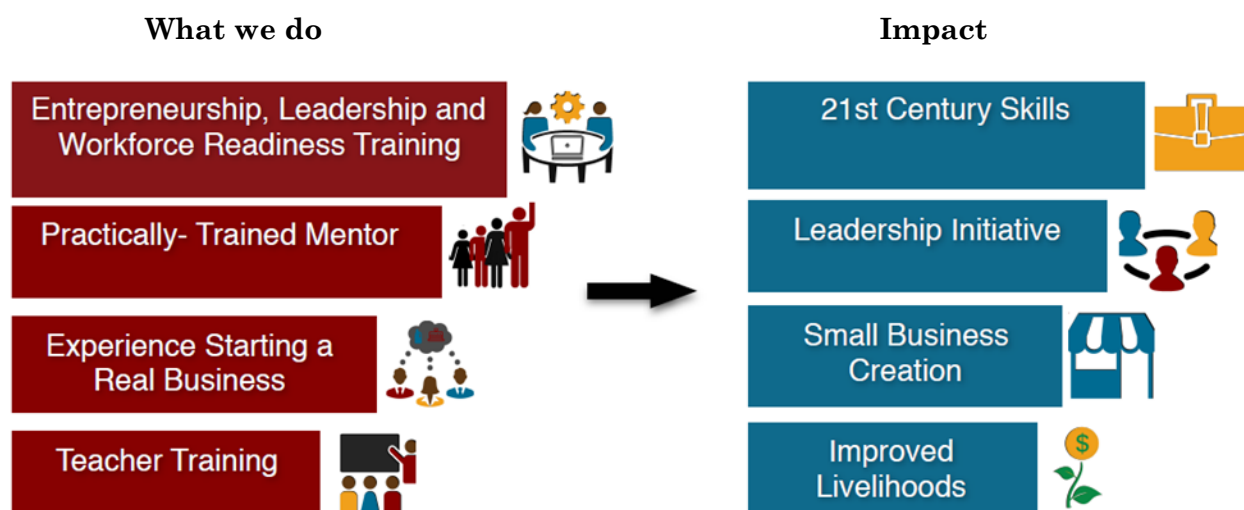 What we do
Entrepreneurship, Leadership and
Workforce Readiness Training
Practically- Trained Mentor
Experience Starting a
Real Business
Teacher Training
Impact
21st Century Skills
Leadership Initiative
Small Business
Creation
Improved
Livelihoods
$